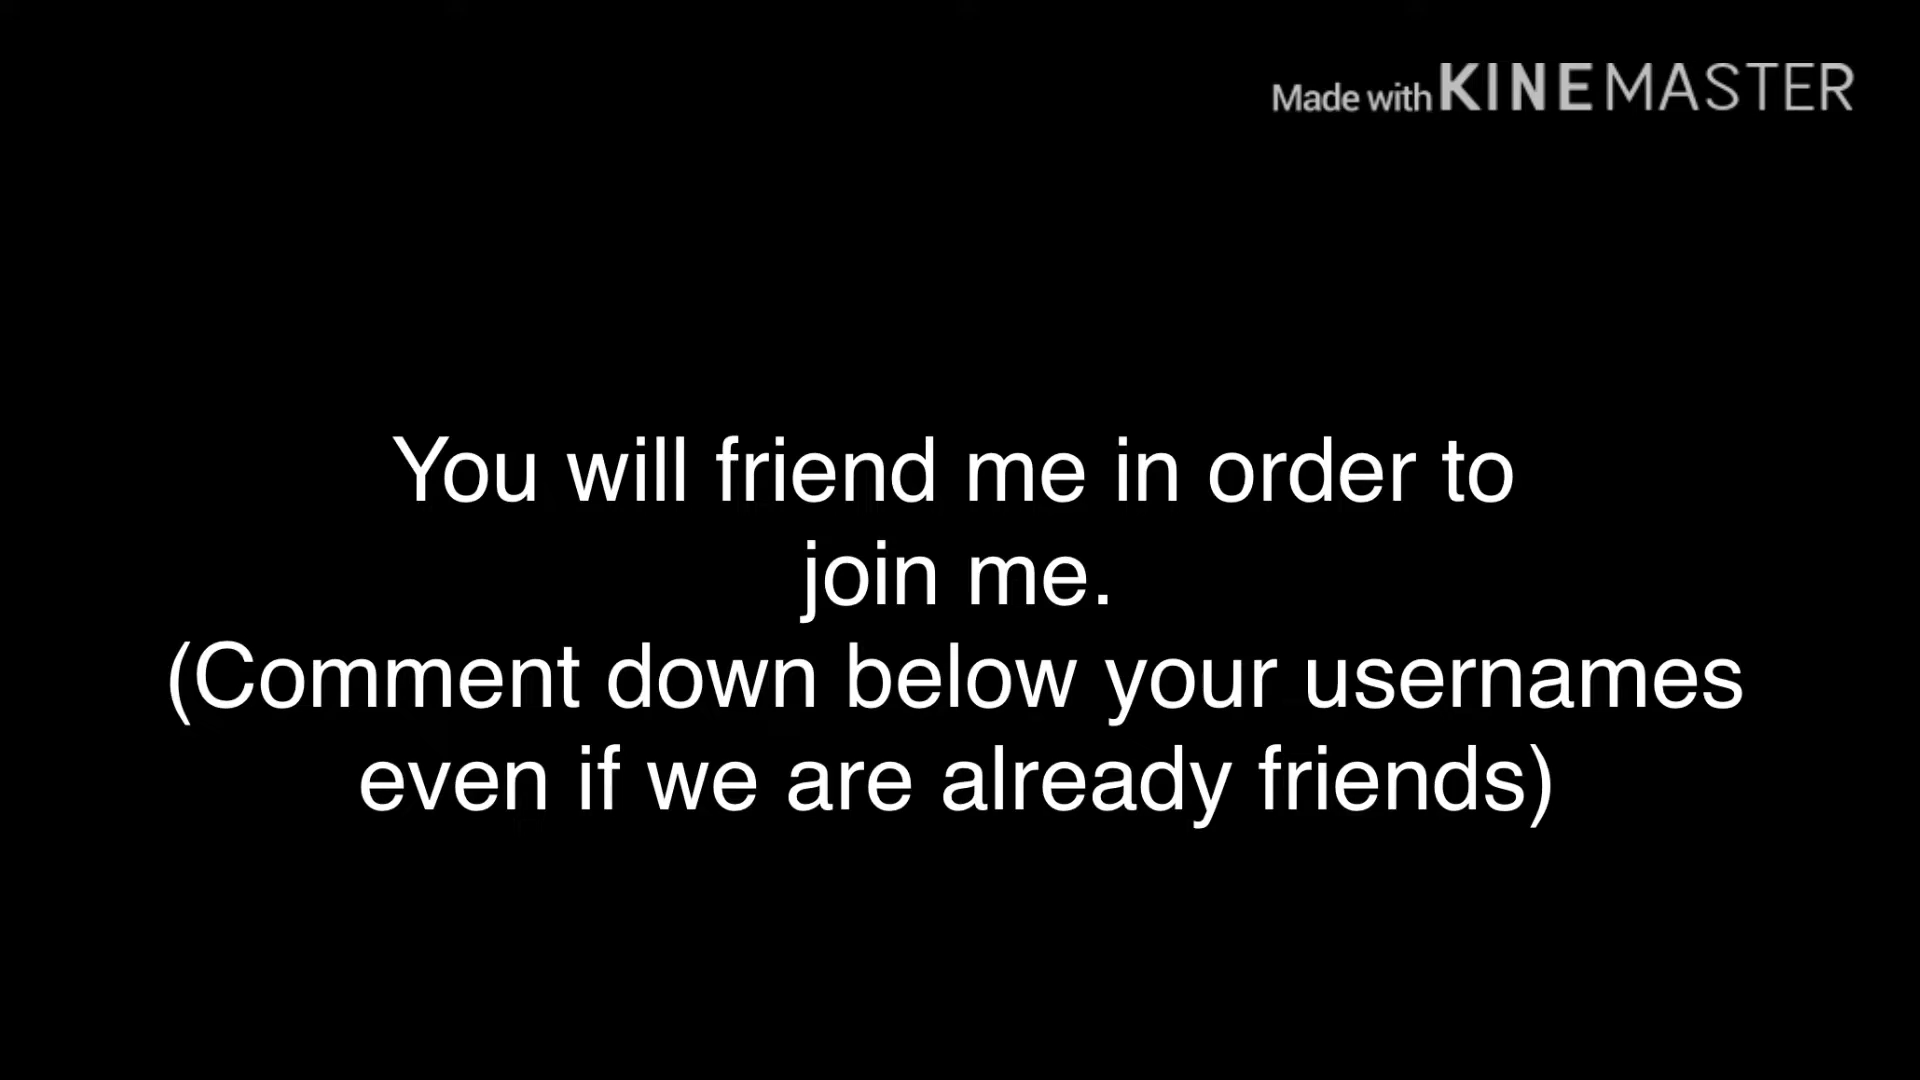 Made with KINEMASTER
You will friend me in order to
join me.
(Comment down below your usernames
even if we are already friends)